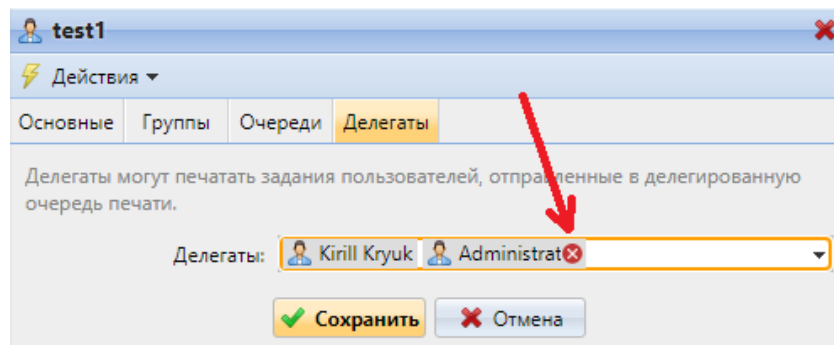 test1
Действия
Основные Группы Очереди Делегаты
Делегаты могут печатать задания пользователей, отправленные в делегированную
очередь печати.
Делегаты: Kirill Kryuk Administrat
Сохранить Отмена